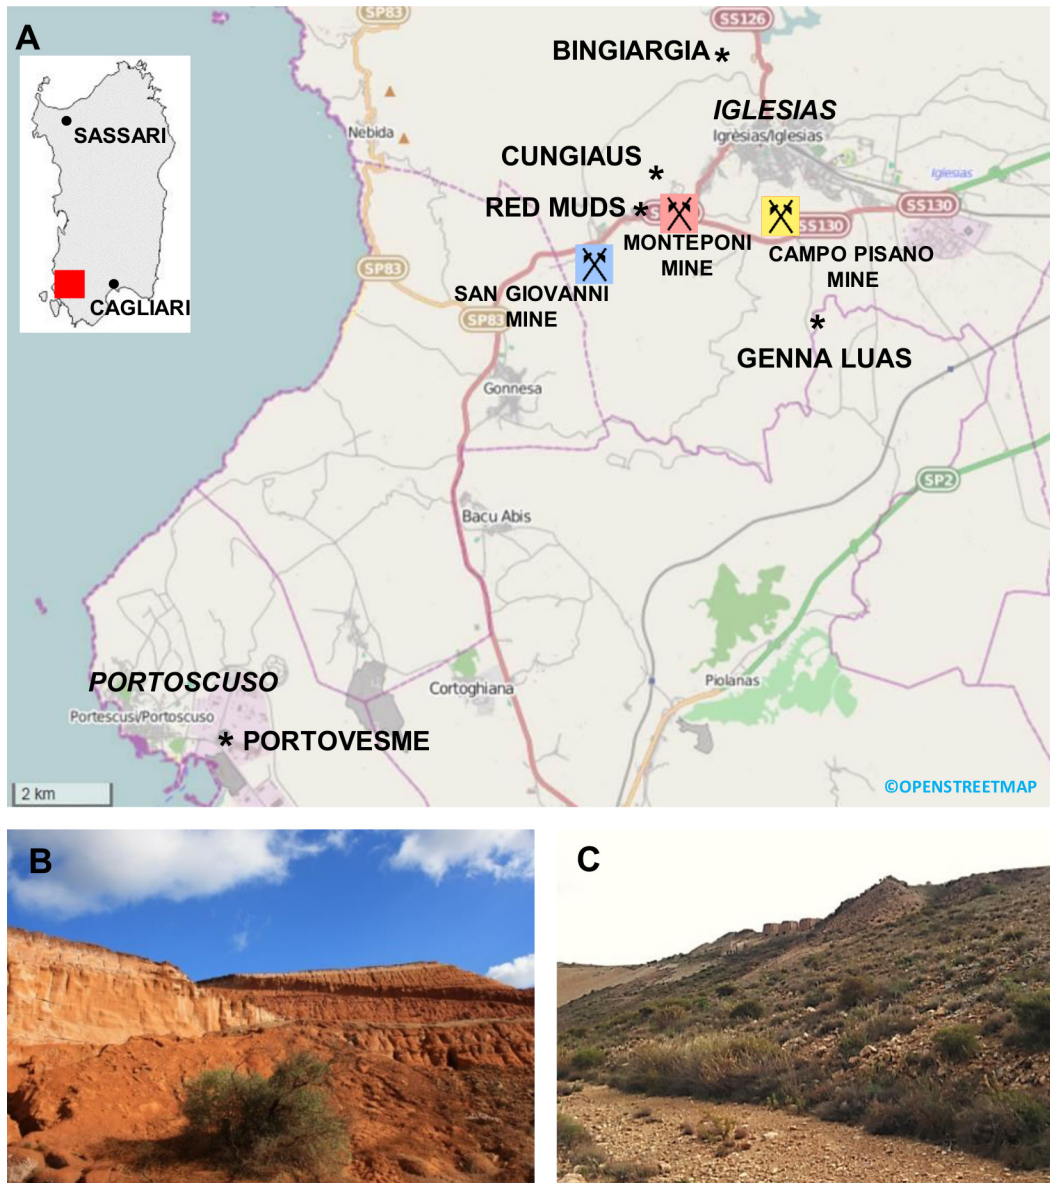 A
SP83
SS126
BINGIARGIA *
SASSARI
IGLESIAS
Nebida
Igrèsias/Iglesias
CUNGIAUS
*
Iglesias
RED MUDS *
SS130
SS130
MONTEPONI
MINE
CAMPO PISANO
MINE
SP83
CAGLIARI
SAN GIOVANNI
MINE
SP83
*
GENNA LUAS
Gonnesa
SP2
Bacu Abis
PORTOSCUSO
Cortoghiana
Piolanas
Portescusi/Portoscuso
* PORTOVESME
2 km
©OPENSTREETMAP
B
C